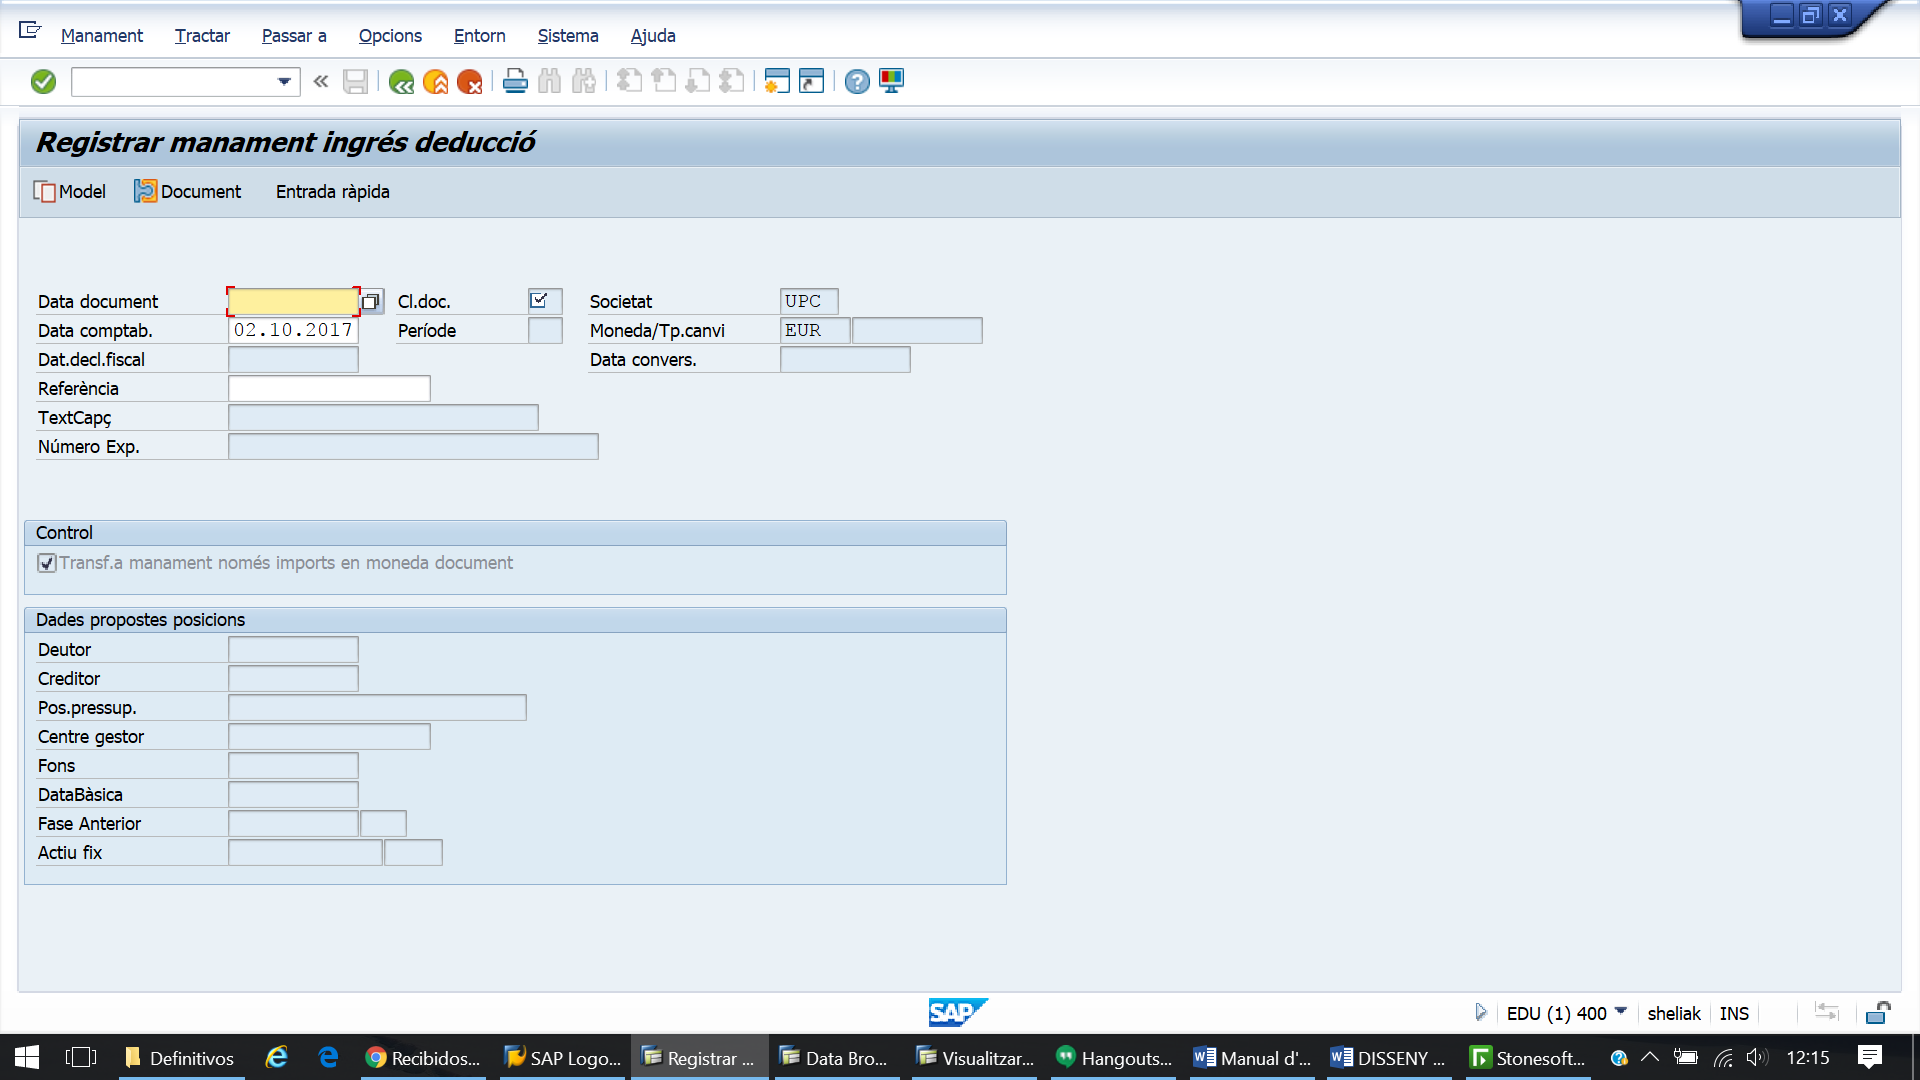 Manament Tractar Passar a Opcions Entorn Sistema Ajuda
Registrar manament ingrés deducció
Model Document Entrada ràpida
Data document Cl.doc. Societat UPC
Data comptab. 02.10.2017 Període Moneda/Tp.canvi EUR
Dat.decl.fiscal Data convers.
Referència
TextCapç
Número Exp.
Control
Transf.a manament només imports en moneda document
Dades propostes posicions
Deutor
Creditor
Pos.pressup.
Centre gestor
Fons
DataBàsica
Fase Anterior
Actiu fix
SAP EDU (1) 400 sheliak INS
Definitivos Recibidos... SAP Logo... Registrar ... Data Bro... Visualitzar... Hangouts... Manual d'... DISSENY ... Stonesoft... 12:15